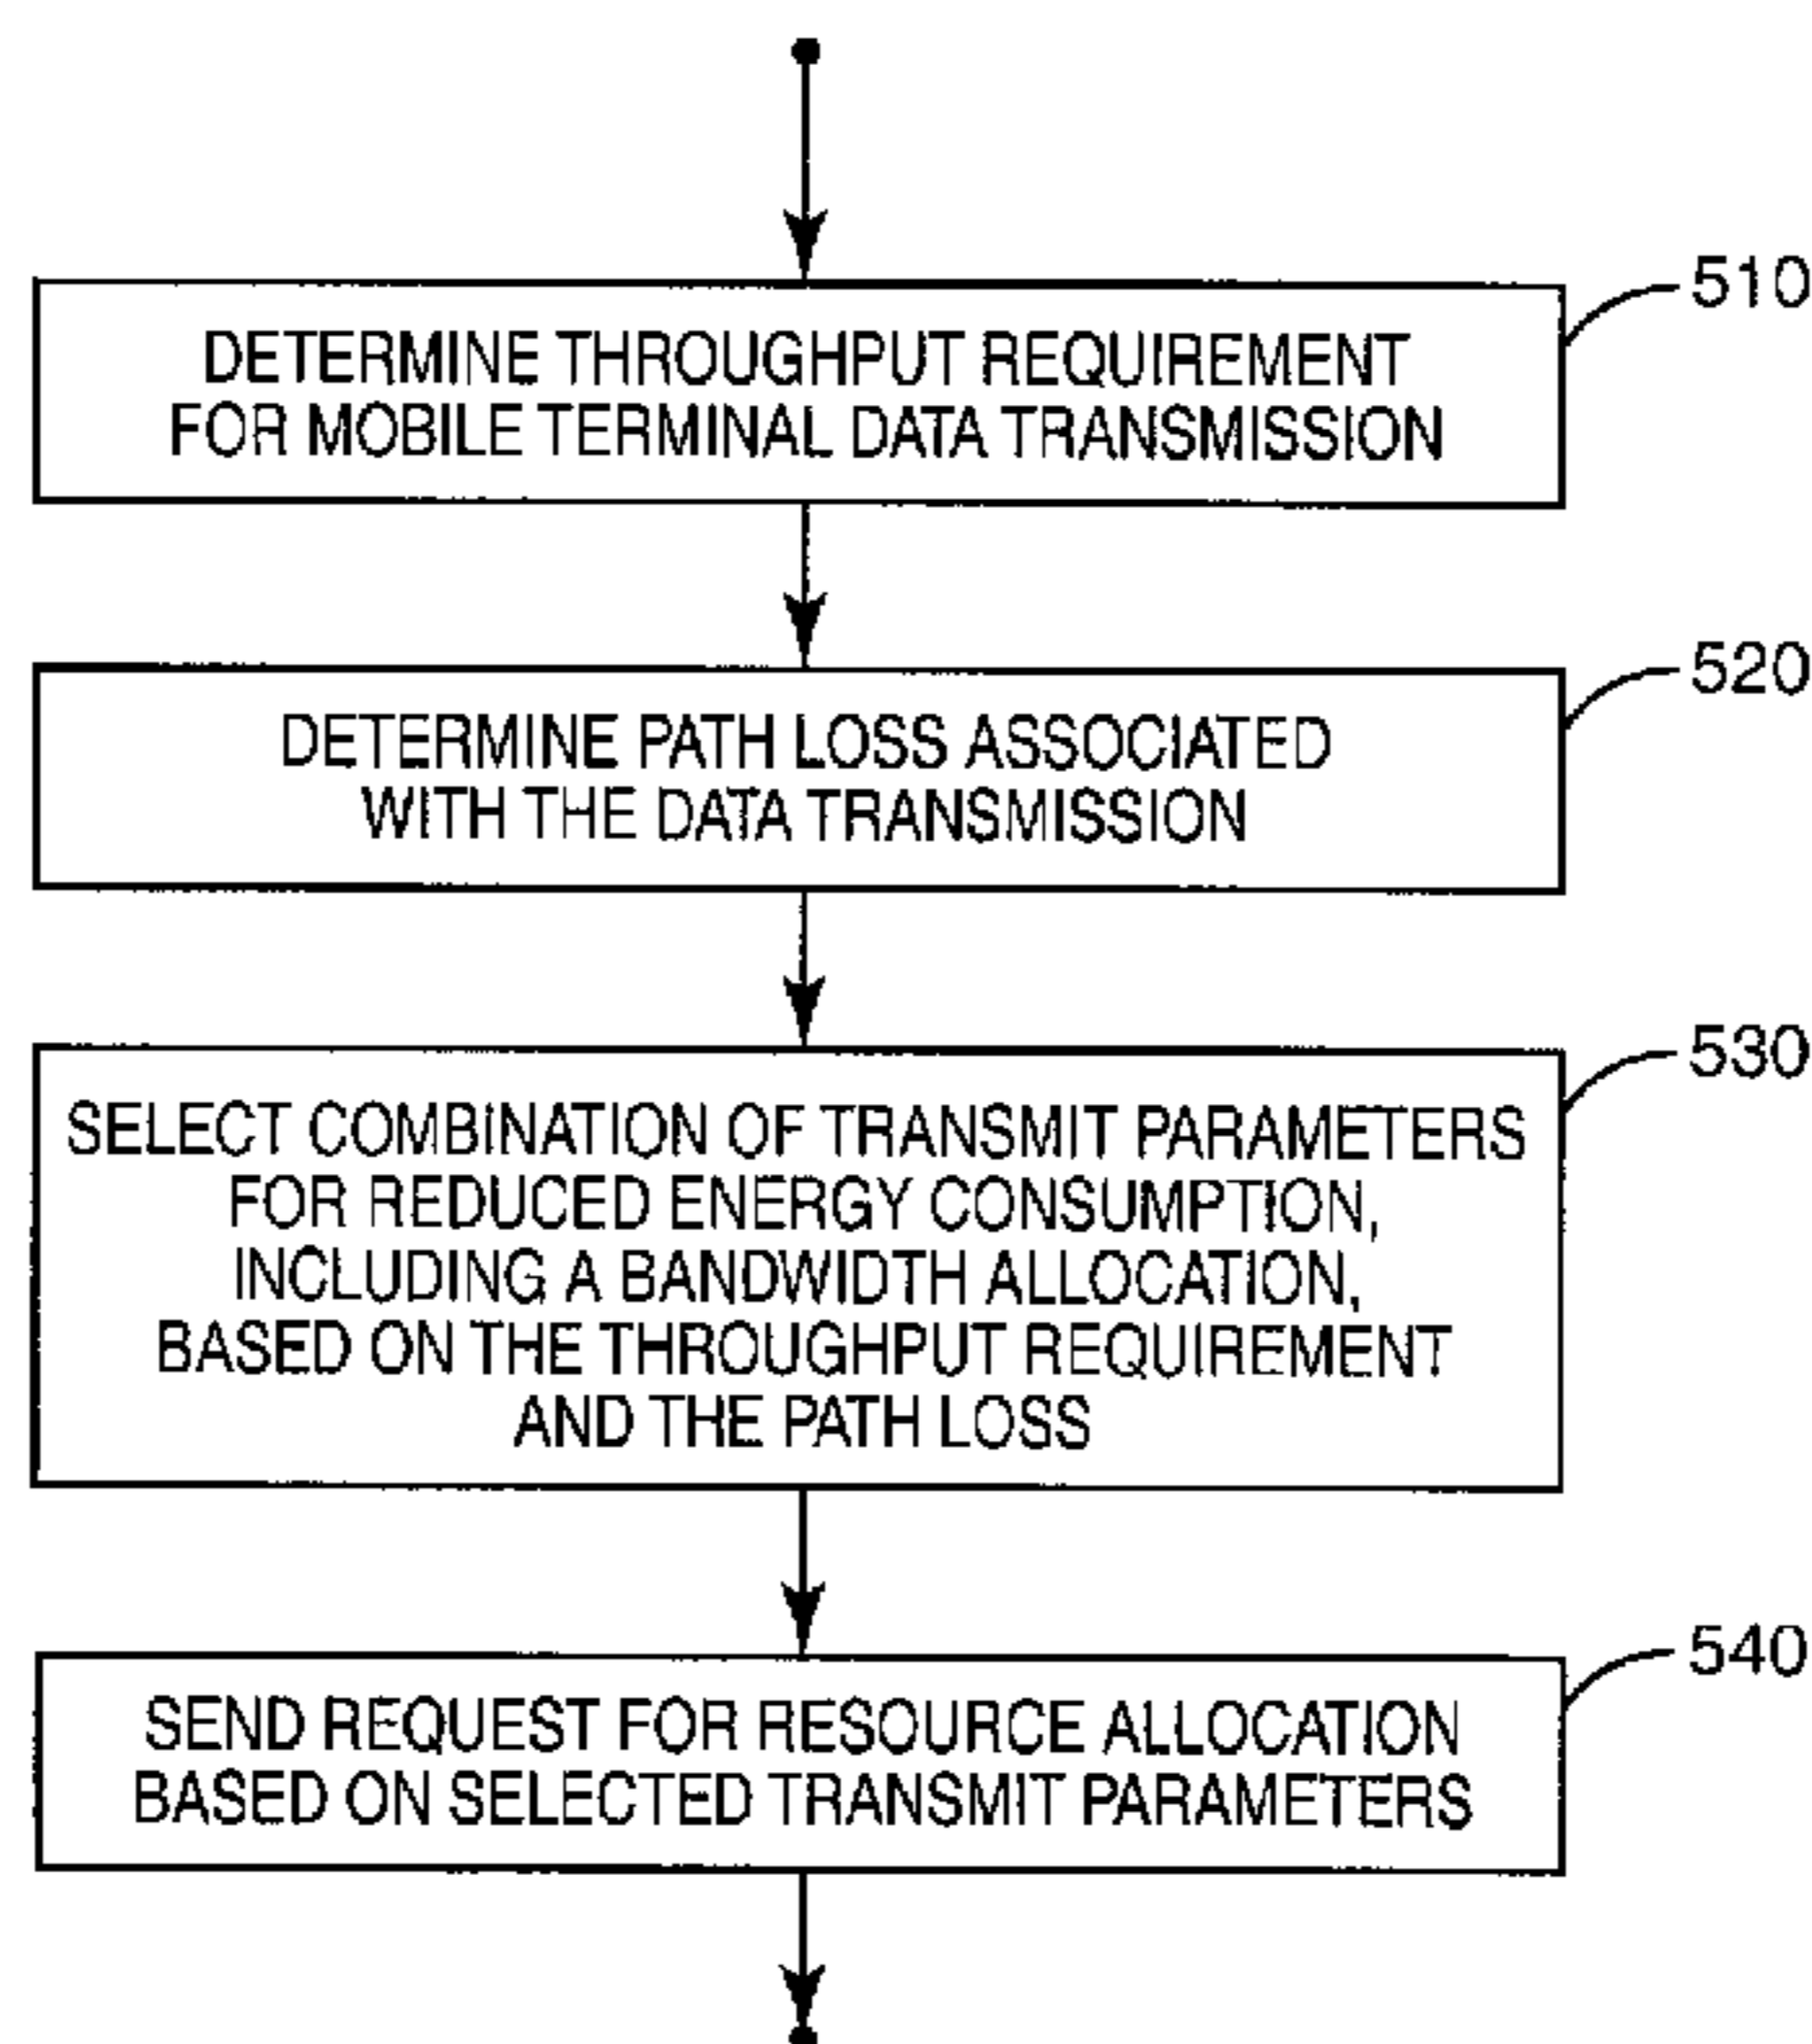 510
DETERMINE THROUGHPUT REQUIREMENT
FOR MOBILE TERMINAL DATA TRANSMISSION
520
DETERMINE PATH LOSS ASSOCIATED
WITH THE DATA TRANSMISSION
530
SELECT COMBINATION OF TRANSMIT PARAMETERS
FOR REDUCED ENERGY CONSUMPTION,
INCLUDING A BANDWIDTH ALLOCATION,
BASED ON THE THROUGHPUT REQUIREMENT
AND THE PATH LOSS
540
SEND REQUEST FOR RESOURCE ALLOCATION
BASED ON SELECTED TRANSMIT PARAMETERS